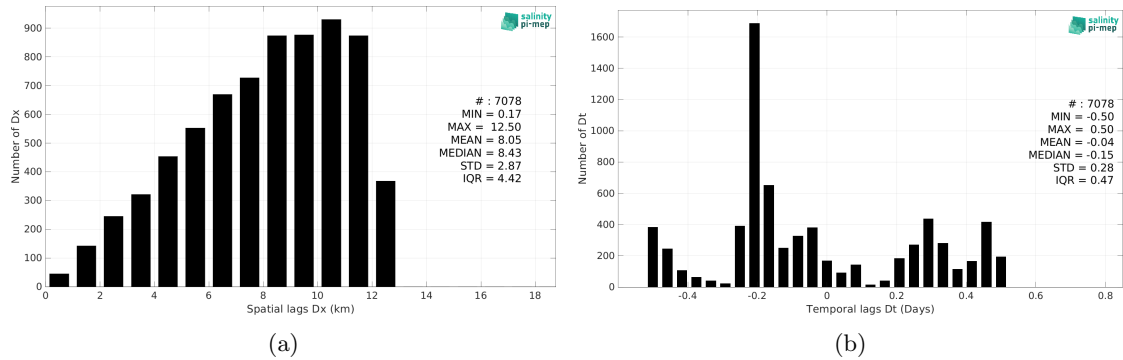 salinity
pi-mep
900
800
700
600
500
400
300
200
100
0
Number of Dx
# : 7078
MIN = 0.17
MAX = 12.50
MEAN = 8.05
MEDIAN = 8.43
STD = 2.87
IQR = 4.42
0 2 4 6 8 10 12 14 16 18
Spatial lags Dx (km)
(a)
salinity
pi-mep
1600
1400
1200
1000
800
600
400
200
0
Number of Dt
# : 7078
MIN = -0.50
MAX = 0.50
MEAN = -0.04
MEDIAN = -0.15
STD = 0.28
IQR = 0.47
-0.4 -0.2 0 0.2 0.4 0.6 0.8
Temporal lags Dt (Days)
(b)